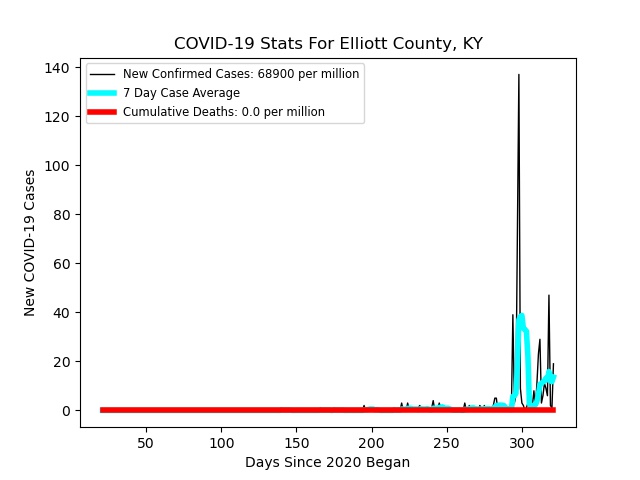 COVID-19 Stats For Elliott County, KY
New Confirmed Cases: 68900 per million
7 Day Case Average
Cumulative Deaths: 0.0 per million
New COVID-19 Cases
140
120
100
80
60
40
20
0
50 100 150 200 250 300
Days Since 2020 Began